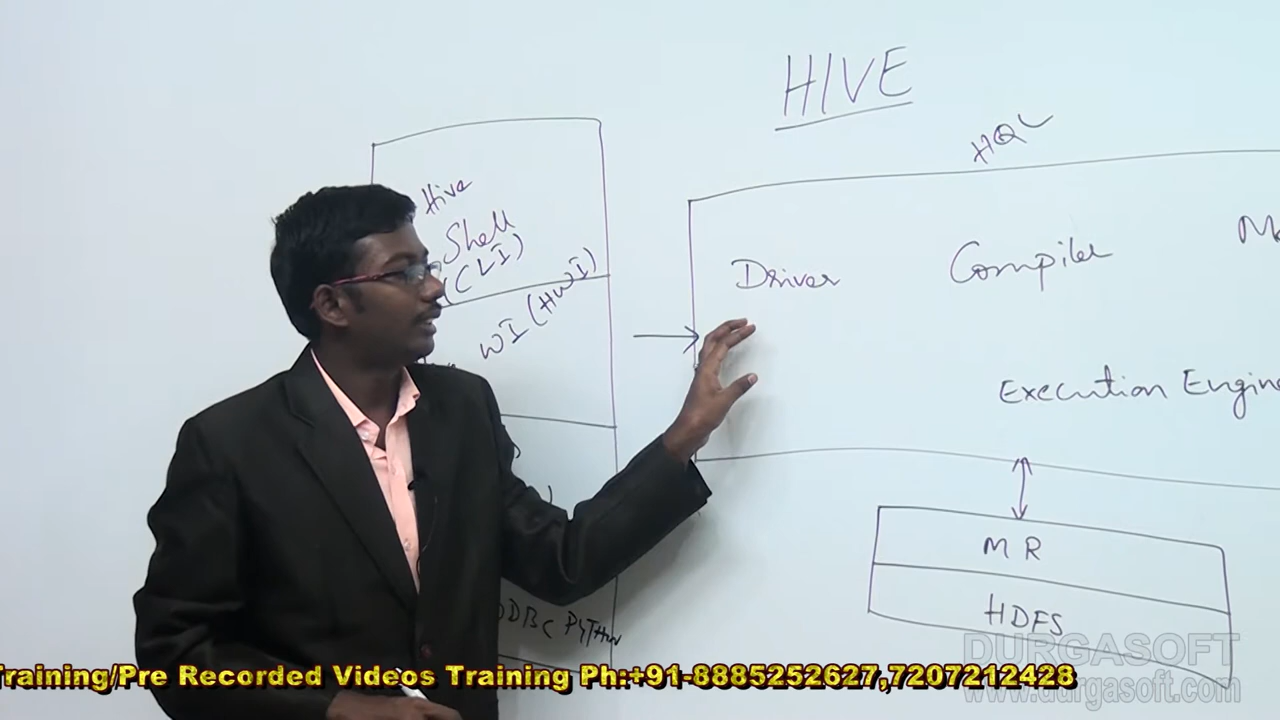 HIVE
HQL
Hive
Shell
(CLI)
WI (HWI)
Driver
Compiler
Execution Engine
MR
HDFS
ODBC PYTHON
DURGASOFT
www.durgasoft.com
Training/Pre Recorded Videos Training Ph:+91-8885252627,7207212428